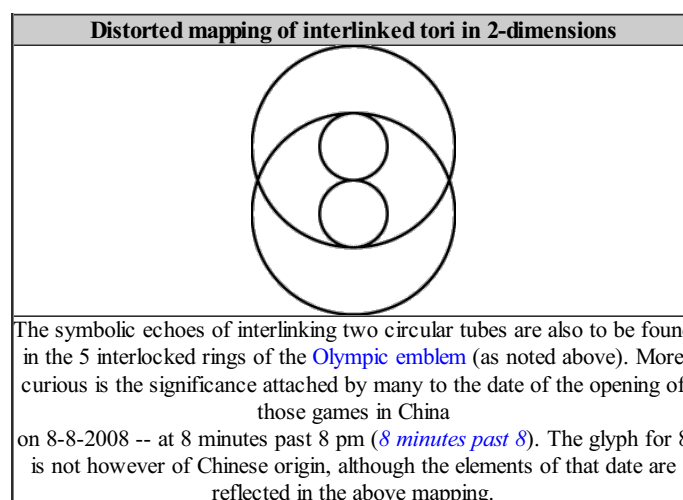 Distorted mapping of interlinked tori in 2-dimensions
The symbolic echoes of interlinking two circular tubes are also to be foun
in the 5 interlocked rings of the Olympic emblem (as noted above). More
curious is the significance attached by many to the date of the opening of
those games in China
on 8-8-2008 -- at 8 minutes past 8 pm (8 minutes past 8). The glyph for 8
is not however of Chinese origin, although the elements of that date are
reflected in the above mapping.